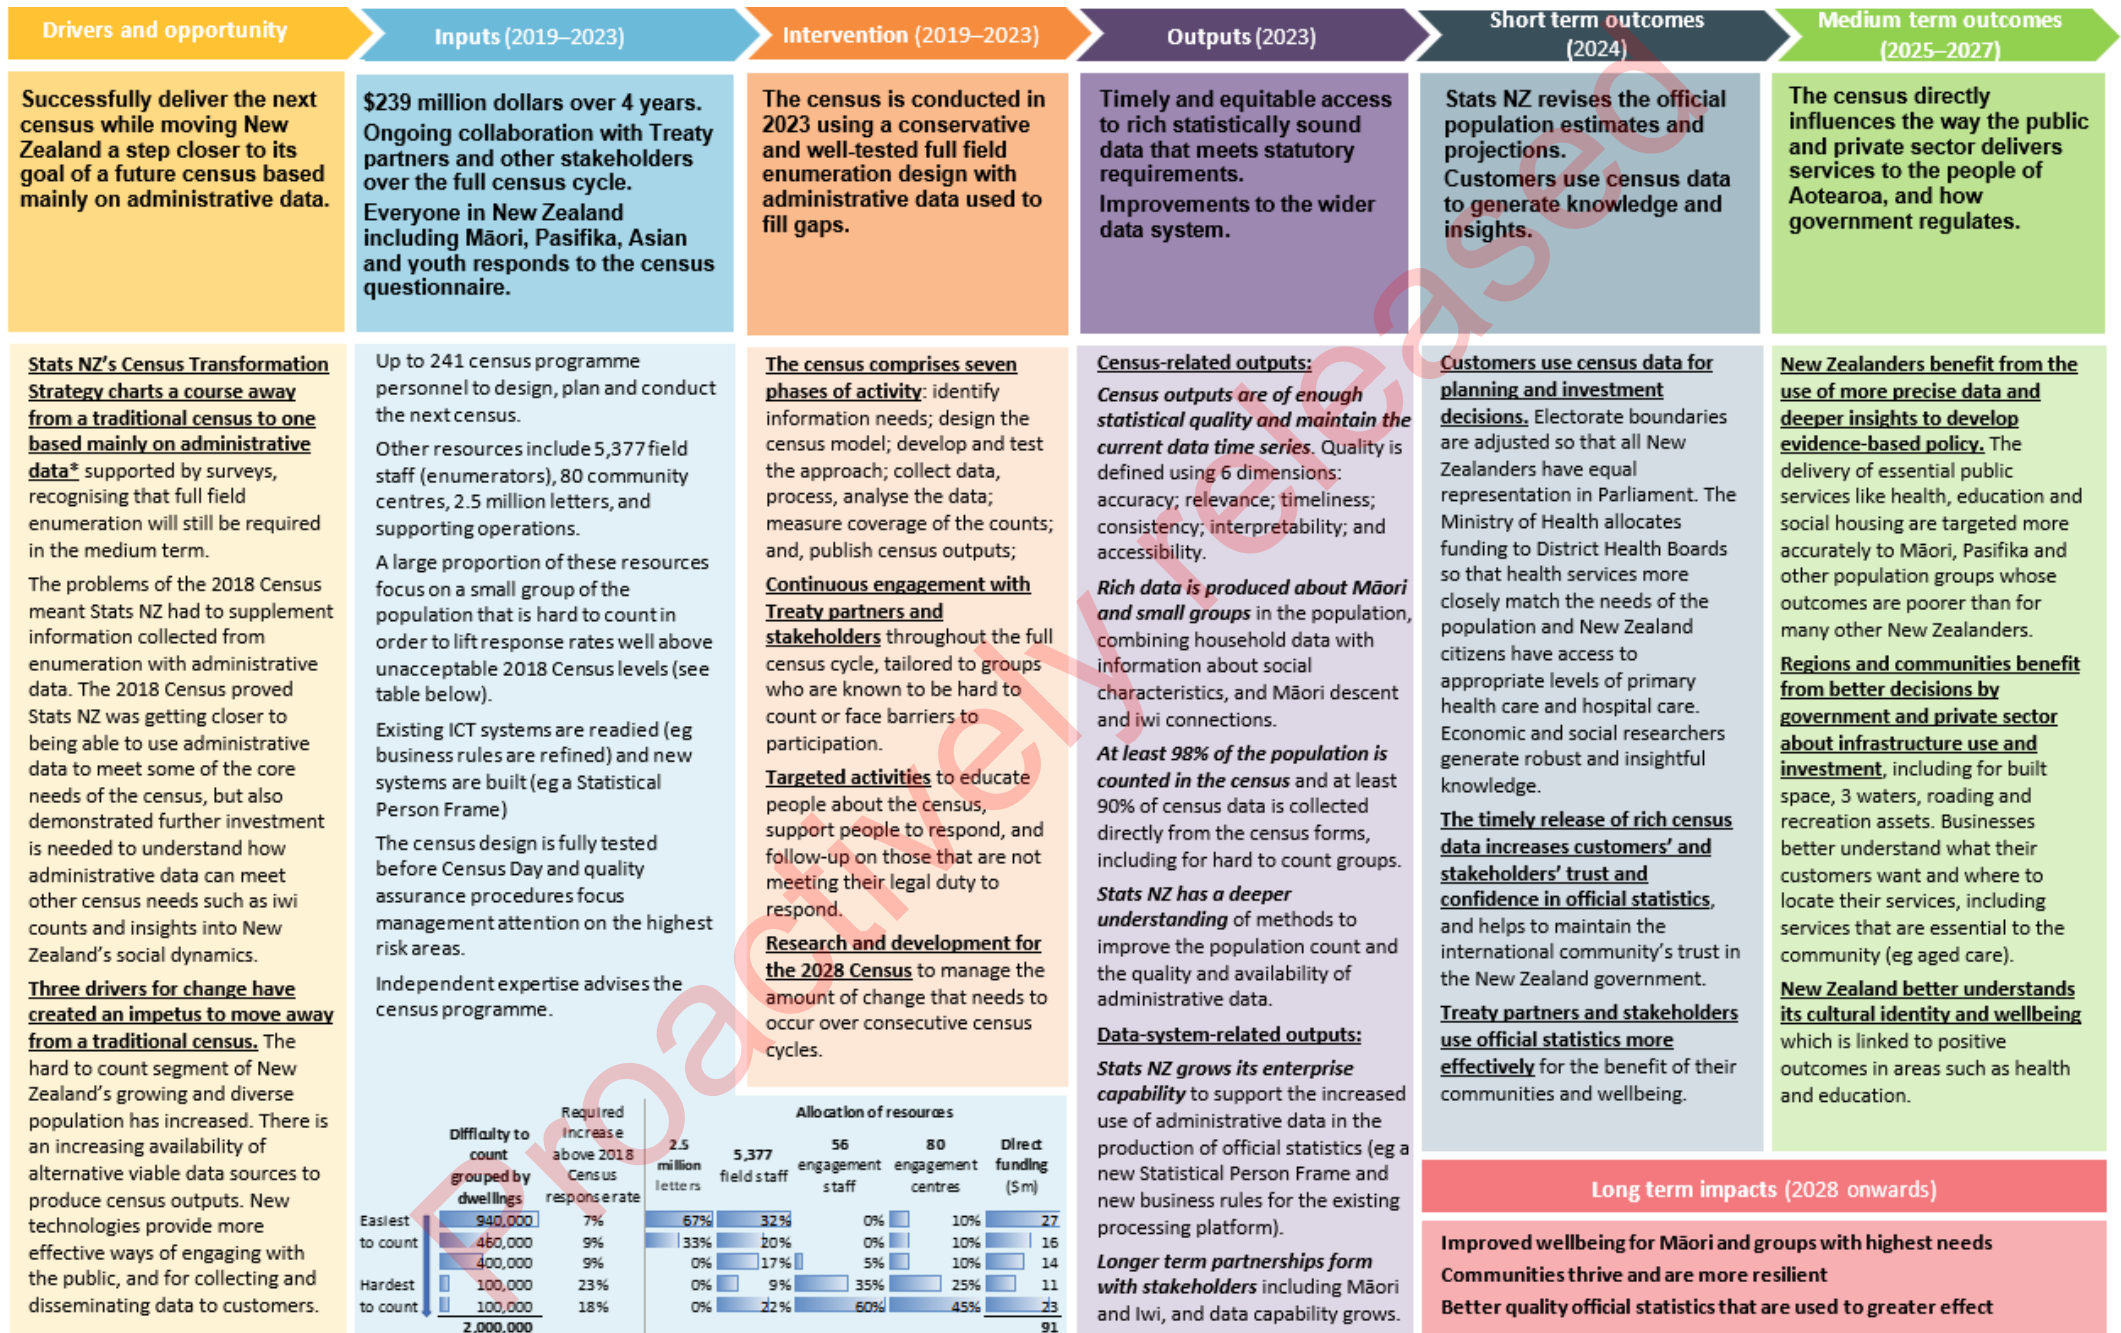 Drivers and opportunity
Successfully deliver the next
census while moving New
Zealand a step closer to its
goal of a future census based
mainly on administrative data.
Stats NZ’s Census Transformation
Strategy charts a course away
from a traditional census to one
based mainly on administrative
data* supported by surveys,
recognising that full field
enumeration will still be required
in the medium term.
The problems of the 2018 Census
meant Stats NZ had to supplement
information collected from
enumeration with administrative
data. The 2018 Census proved
Stats NZ was getting closer to
being able to use administrative
data to meet some of the core
needs of the census, but also
demonstrated further investment
is needed to understand how
administrative data can meet
other census needs such as iwi
counts and insights into New
Zealand’s social dynamics.
Three drivers for change have
created an impetus to move away
from a traditional census. The
hard to count segment of New
Zealand’s growing and diverse
population has increased. There is
an increasing availability of
alternative viable data sources to
produce census outputs. New
technologies provide more
effective ways of engaging with
the public, and for collecting and
disseminating data to customers.
Inputs (2019–2023)
$239 million dollars over 4 years.
Ongoing collaboration with Treaty
partners and other stakeholders
over the full census cycle.
Everyone in New Zealand
including Māori, Pasifika, Asian
and youth responds to the census
questionnaire.
Up to 241 census programme
personnel to design, plan and conduct
the next census.
Other resources include 5,377 field
staff (enumerators), 80 community
centres, 2.5 million letters, and
supporting operations.
A large proportion of these resources
focus on a small group of the
population that is hard to count in
order to lift response rates well above
unacceptable 2018 Census levels (see
table below).
Existing ICT systems are readied (eg
business rules are refined) and new
systems are built (eg a Statistical
Person Frame)
The census design is fully tested
before Census Day and quality
assurance procedures focus
management attention on the highest
risk areas.
Independent expertise advises the
census programme.
Intervention (2019–2023)
The census is conducted in
2023 using a conservative
and well-tested full field
enumeration design with
administrative data used to
fill gaps.
The census comprises seven
phases of activity: identify
information needs; design the
census model; develop and test
the approach; collect data,
process, analyse the data;
measure coverage of the counts;
and, publish census outputs;
Continuous engagement with
Treaty partners and
stakeholders throughout the full
census cycle, tailored to groups
who are known to be hard to
count or face barriers to
participation.
Targeted activities to educate
people about the census,
support people to respond, and
follow-up on those that are not
meeting their legal duty to
respond.
Research and development for
the 2028 Census to manage the
amount of change that needs to
occur over consecutive census
cycles.
Allocation of resources
Difficulty to count grouped by dwellings
Required increase above 2018 Census response rate
2.5 million letters
5,377 field staff
56 engagement staff
80 engagement centres
Direct funding ($m)
Easiest 940,000 7% 67% 32% 0% 10% 27
to count 460,000 9% 33% 20% 0% 10% 16
400,000 9% 0% 17% 5% 10% 14
Hardest 100,000 23% 0% 9% 35% 25% 11
to count 100,000 18% 0% 22% 60% 45% 23
2,000,000 91
Outputs (2023)
Timely and equitable access
to rich statistically sound
data that meets statutory
requirements.
Improvements to the wider
data system.
Census-related outputs:
Census outputs are of enough
statistical quality and maintain the
current data time series. Quality is
defined using 6 dimensions:
accuracy; relevance; timeliness;
consistency; interpretability; and
accessibility.
Rich data is produced about Māori
and small groups in the population,
combining household data with
information about social
characteristics, and Māori descent
and iwi connections.
At least 98% of the population is
counted in the census and at least
90% of census data is collected
directly from the census forms,
including for hard to count groups.
Stats NZ has a deeper
understanding of methods to
improve the population count and
the quality and availability of
administrative data.
Data-system-related outputs:
Stats NZ grows its enterprise
capability to support the increased
use of administrative data in the
production of official statistics (eg a
new Statistical Person Frame and
new business rules for the existing
processing platform).
Longer term partnerships form
with stakeholders including Māori
and Iwi, and data capability grows.
Short term outcomes
(2024)
Stats NZ revises the official
population estimates and
projections.
Customers use census data
to generate knowledge and
insights.
Customers use census data for
planning and investment
decisions. Electorate boundaries
are adjusted so that all New
Zealanders have equal
representation in Parliament. The
Ministry of Health allocates
funding to District Health Boards
so that health services more
closely match the needs of the
population and New Zealand
citizens have access to
appropriate levels of primary
health care and hospital care.
Economic and social researchers
generate robust and insightful
knowledge.
The timely release of rich census
data increases customers’ and
stakeholders’ trust and
confidence in official statistics,
and helps to maintain the
international community’s trust in
the New Zealand government.
Treaty partners and stakeholders
use official statistics more
effectively for the benefit of their
communities and wellbeing.
Medium term outcomes
(2025–2027)
The census directly
influences the way the public
and private sector delivers
services to the people of
Aotearoa, and how
government regulates.
New Zealanders benefit from the
use of more precise data and
deeper insights to develop
evidence-based policy. The
delivery of essential public
services like health, education and
social housing are targeted more
accurately to Māori, Pasifika and
other population groups whose
outcomes are poorer than for
many other New Zealanders.
Regions and communities benefit
from better decisions by
government and private sector
about infrastructure use and
investment, including for built
space, 3 waters, roading and
recreation assets. Businesses
better understand what their
customers want and where to
locate their services, including
services that are essential to the
community (eg aged care).
New Zealand better understands
its cultural identity and wellbeing
which is linked to positive
outcomes in areas such as health
and education.
Long term impacts (2028 onwards)
Improved wellbeing for Māori and groups with highest needs
Communities thrive and are more resilient
Better quality official statistics that are used to greater effect
Proactively released